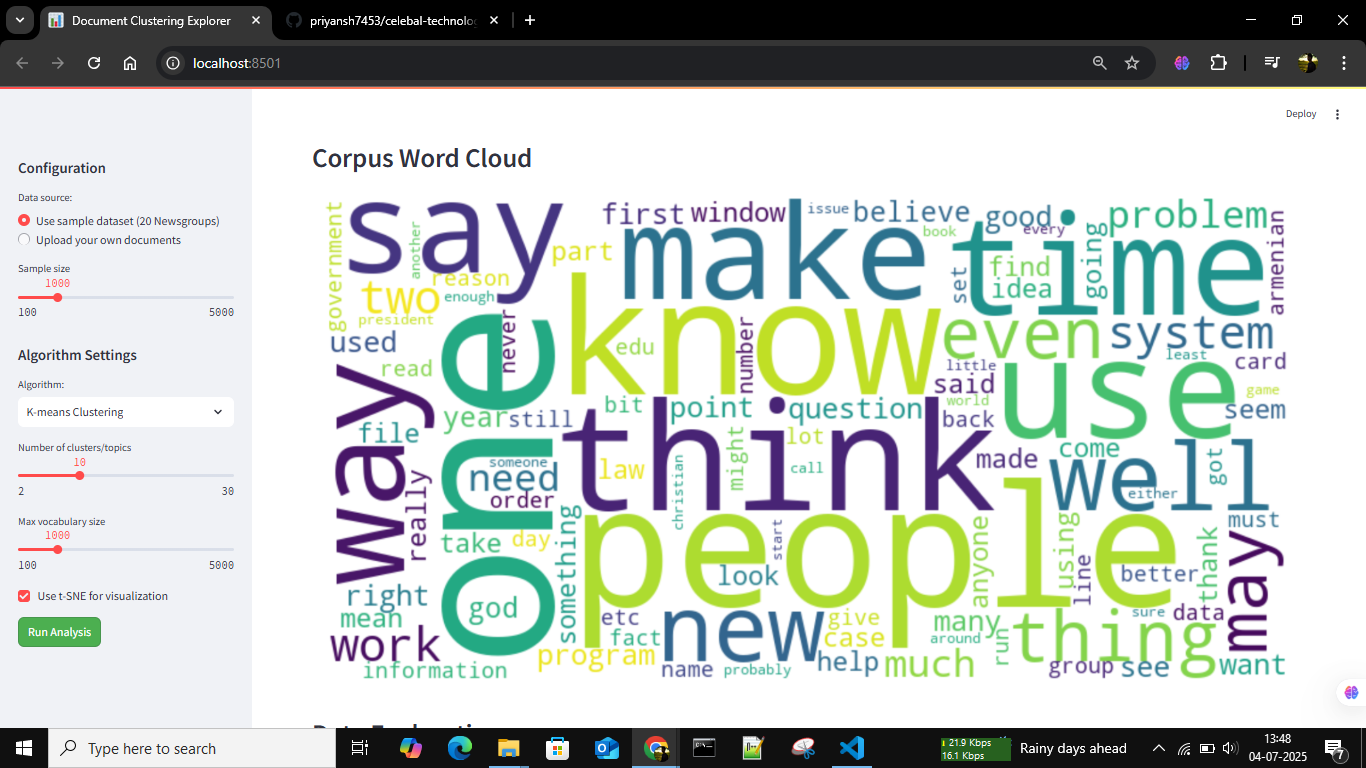 Document Clustering Explorer
priyansh7453/celebal-technolo
localhost:8501
Deploy
Configuration
Data source:
Use sample dataset (20 Newsgroups)
Upload your own documents
Sample size
1000
100 5000
Algorithm Settings
Algorithm:
K-means Clustering
Number of clusters/topics
10
2 30
Max vocabulary size
1000
100 5000
Use t-SNE for visualization
Run Analysis
Corpus Word Cloud
government
say
another
part
first
window
issue
believe
book
good
every
problem
make
time
going
armenian
set
find
idea
reason
two
enough
president
used
read
never
one
know
edu
number
even
system
least
card
little
said
world
game
seem
use
way
year
still
bit
point
question
back
file
think
lot
might
call
law
christian
someone
need
order
made
come
well
either
got
really
take
day
something
people
start
look
anyone
using
line
better
must
thank
may
right
mean
god
work
information
etc
fact
program
new
name
probably
give
case
help
many
around
much
run
thing
sure
data
group
see
want
Type here to search
21.9 Kbps
16.1 Kbps
Rainy days ahead
13:48
04-07-2025
7